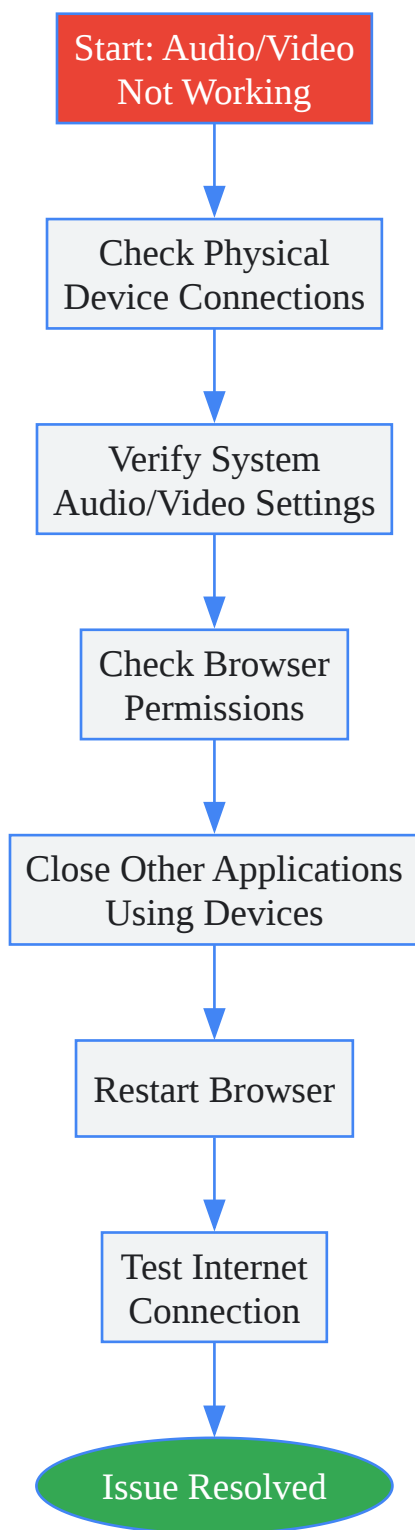 Start: Audio/Video
Not Working
Check Physical
Device Connections
Verify System
Audio/Video Settings
Check Browser
Permissions
Close Other Applications
Using Devices
Restart Browser
Test Internet
Connection
Issue Resolved